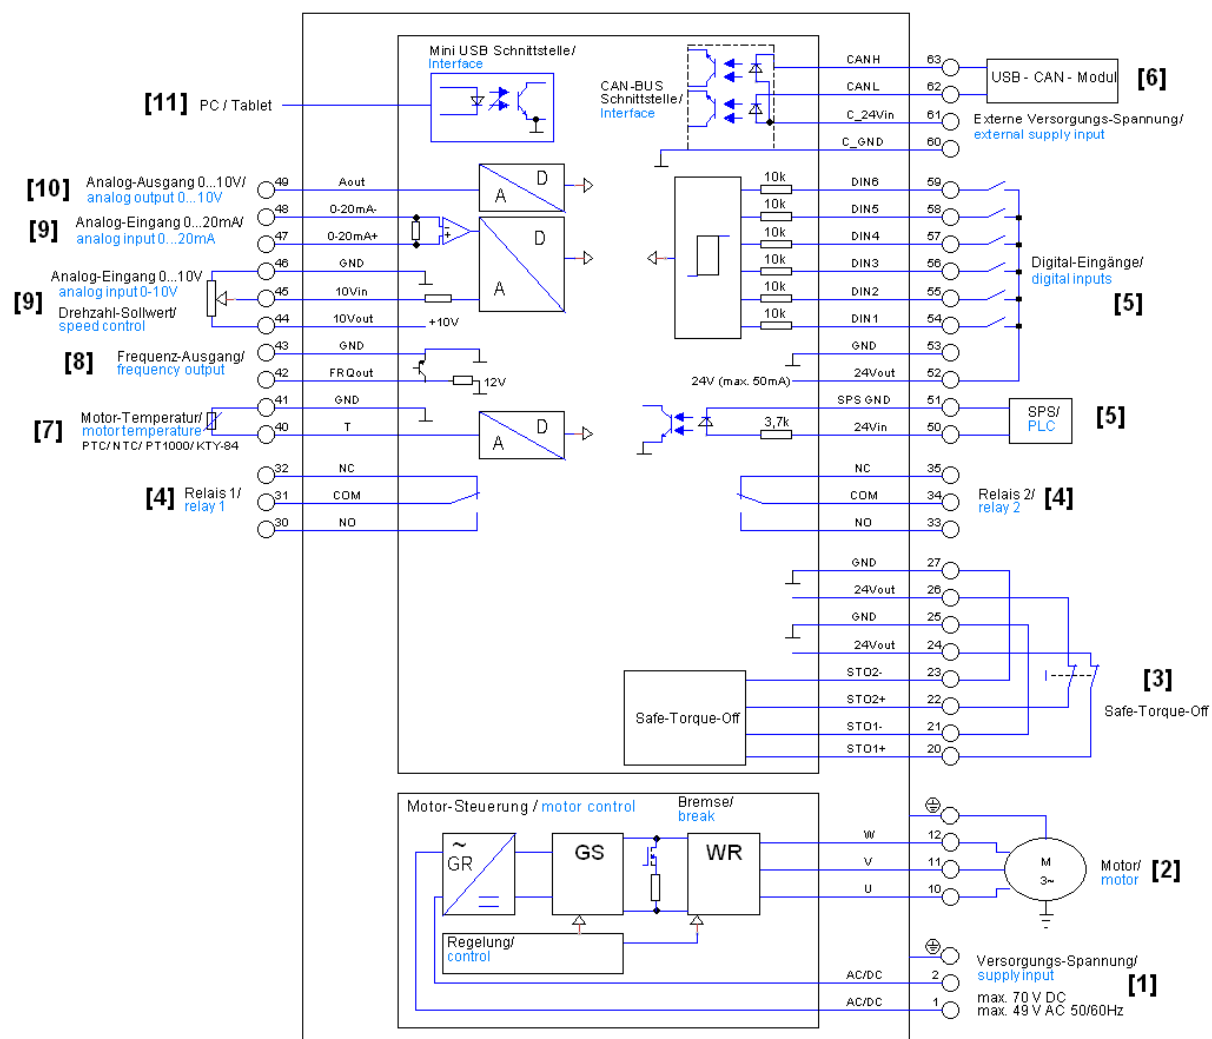 Mini USB Schnittstelle/
Interface
[11] PC / Tablet
CAN-BUS
Schnittstelle/
Interface
CANH 63
CANL 62
C_24Vin 61
C_GND 60
USB - CAN - Modul [6]
Externe Versorgungs-Spannung/
external supply input
[10] Analog-Ausgang 0...10V/
analog output 0...10V
49 Aout
A D
[9] Analog-Eingang 0...20mA/
analog input 0...20mA
48 0-20mA-
47 0-20mA+
- +
A D
46 GND
45 10Vin
44 10Vout +10V
Analog-Eingang 0...10V
[9] analog input 0-10V
Drehzahl-Sollwert/
speed control
43 GND
42 FRQout 12V
[8] Frequenz-Ausgang/
frequency output
41 GND
40 T
A D
[7] Motor-Temperatur/
motor temperature
PTC/ NTC/ PT1000/ KTY-84
32 NC
31 COM
30 NO
[4] Relais 1/
relay 1
10k DIN6 59
10k DIN5 58
10k DIN4 57
10k DIN3 56
10k DIN2 55
10k DIN1 54
GND 53
24V (max. 50mA) 24Vout 52
Digital-Eingänge/
digital inputs
[5]
SPS GND 51
3,7k 24Vin 50
SPS/
PLC
[5]
NC 35
COM 34
NO 33
Relais 2/
relay 2
[4]
GND 27
24Vout 26
GND 25
24Vout 24
STO2- 23
STO2+ 22
STO1- 21
STO1+ 20
Safe-Torque-Off
[3]
Safe-Torque-Off
Motor-Steuerung / motor control
Bremse/
break
~
GR
GS
WR
Regelung/
control
W 12
V 11
U 10
M
3~
Motor/
motor
[2]
AC/DC 2
AC/DC 1
Versorgungs-Spannung/
supply input
[1]
max. 70 V DC
max. 49 V AC 50/60Hz